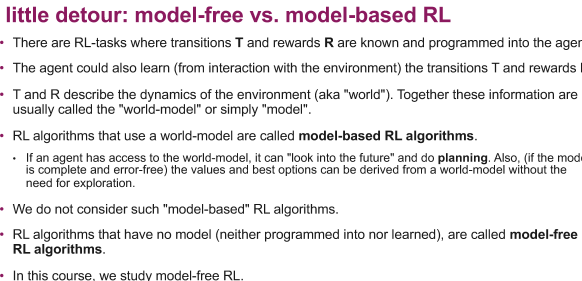 little detour: model-free vs. model-based RL
• There are RL-tasks where transitions T and rewards R are known and programmed into the agen
• The agent could also learn (from interaction with the environment) the transitions T and rewards
• T and R describe the dynamics of the environment (aka "world"). Together these information are
usually called the "world-model" or simply "model".
• RL algorithms that use a world-model are called model-based RL algorithms.
• If an agent has access to the world-model, it can "look into the future" and do planning. Also, (if the mod
is complete and error-free) the values and best options can be derived from a world-model without the
need for exploration.
• We do not consider such "model-based" RL algorithms.
• RL algorithms that have no model (neither programmed into nor learned), are called model-free
RL algorithms.
• In this course, we study model-free RL.